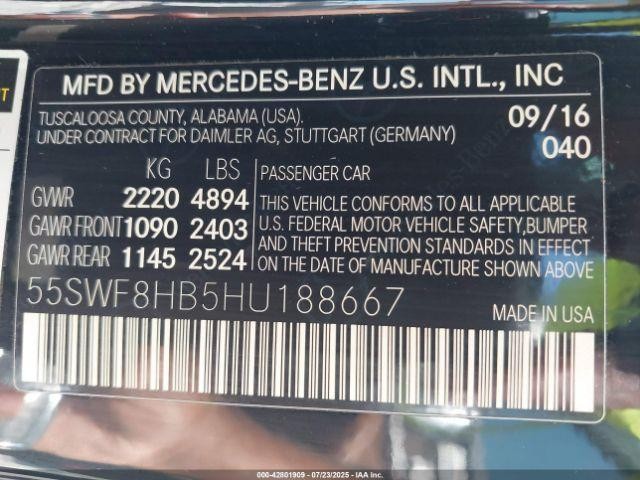 MFD BY MERCEDES-BENZ U.S. INTL., INC
TUSCALOOSA COUNTY, ALABAMA (USA). 09/16
UNDER CONTRACT FOR DAIMLER AG, STUTTGART (GERMANY) 040
KG LBS
PASSENGER CAR
GVWR 2220 4894
GAWR FRONT 1090 2403
GAWR REAR 1145 2524
THIS VEHICLE CONFORMS TO ALL APPLICABLE
U.S. FEDERAL MOTOR VEHICLE SAFETY,BUMPER
AND THEFT PREVENTION STANDARDS IN EFFECT
ON THE DATE OF MANUFACTURE SHOWN ABOVE
55SWF8HB5HU188667
MADE IN USA
000-42801909 | 07/23/2025 | IAAI.COM